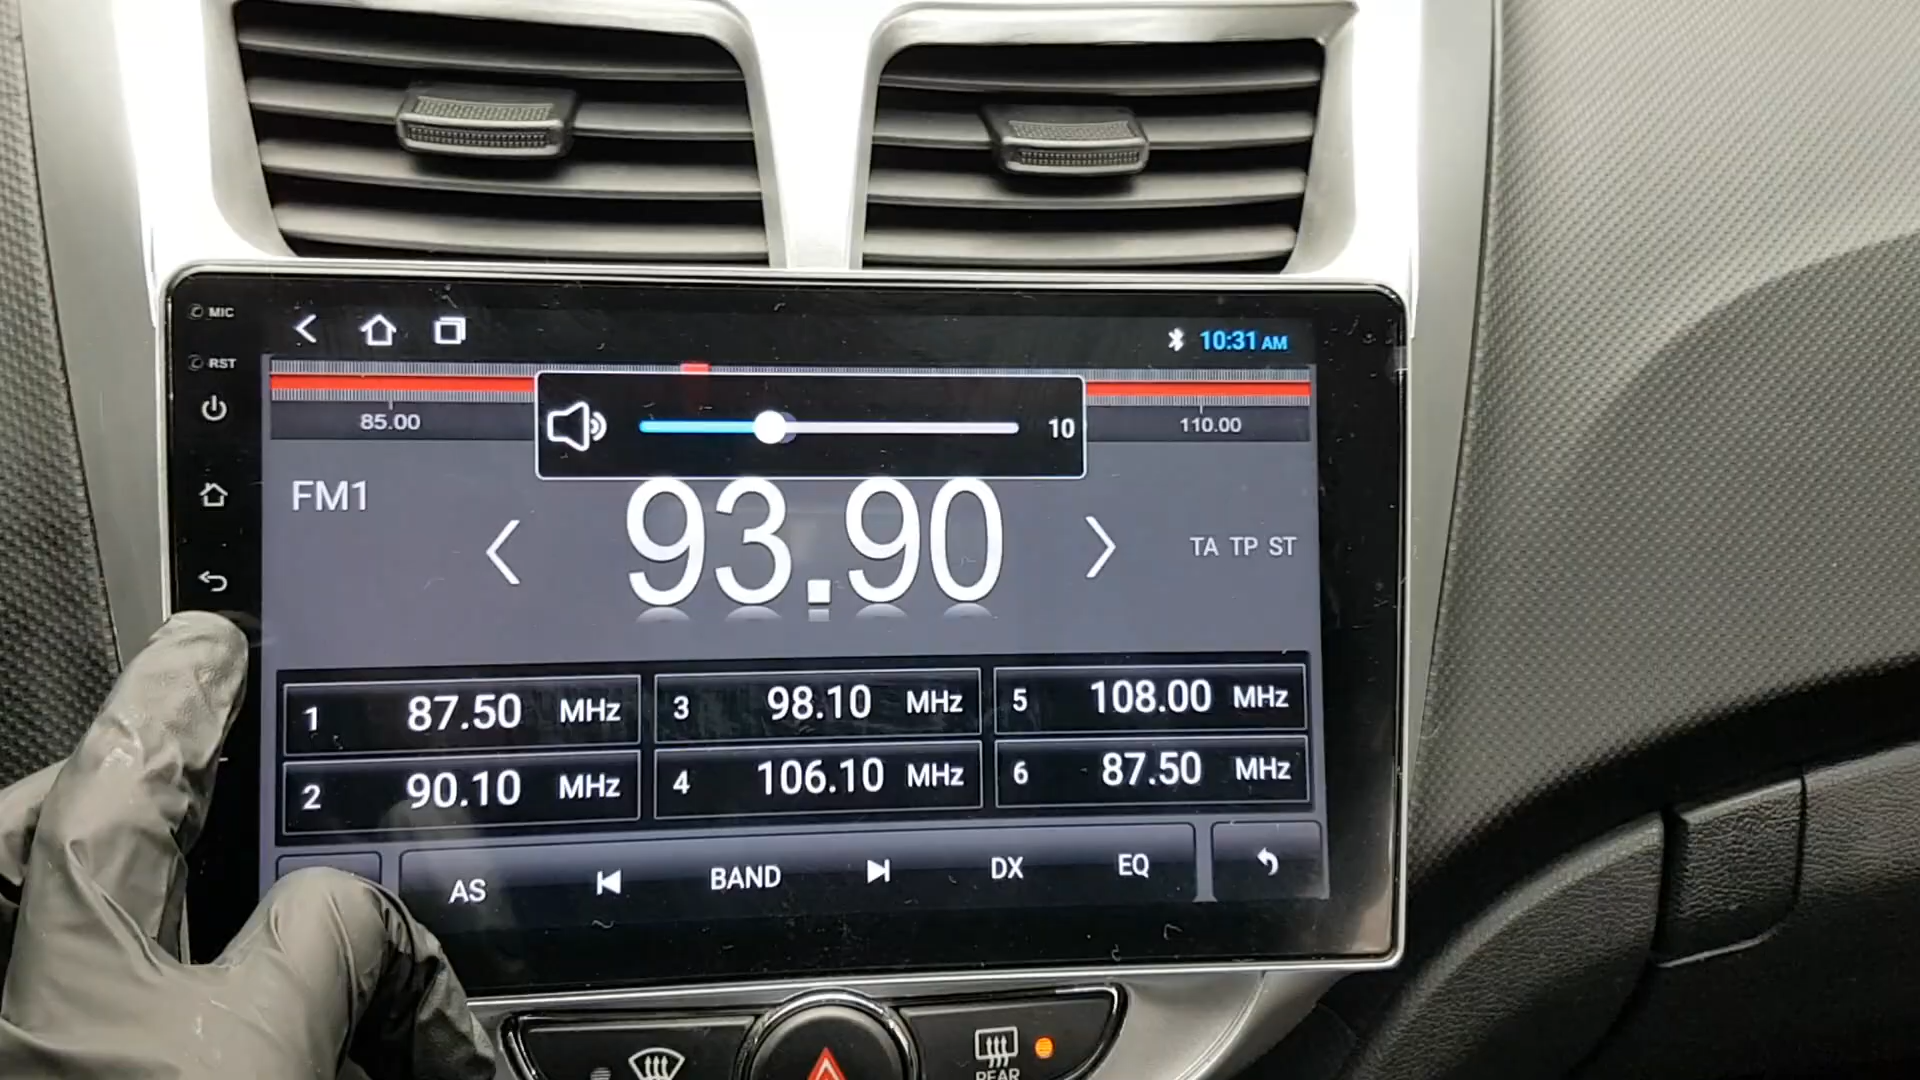 MIC
10:31 AM
RST
85.00
10
110.00
FM1
93.90
TA TP ST
1 87.50 MHz
3 98.10 MHz
5 108.00 MHz
2 90.10 MHz
4 106.10 MHz
6 87.50 MHz
AS
BAND
DX
EQ
REAR